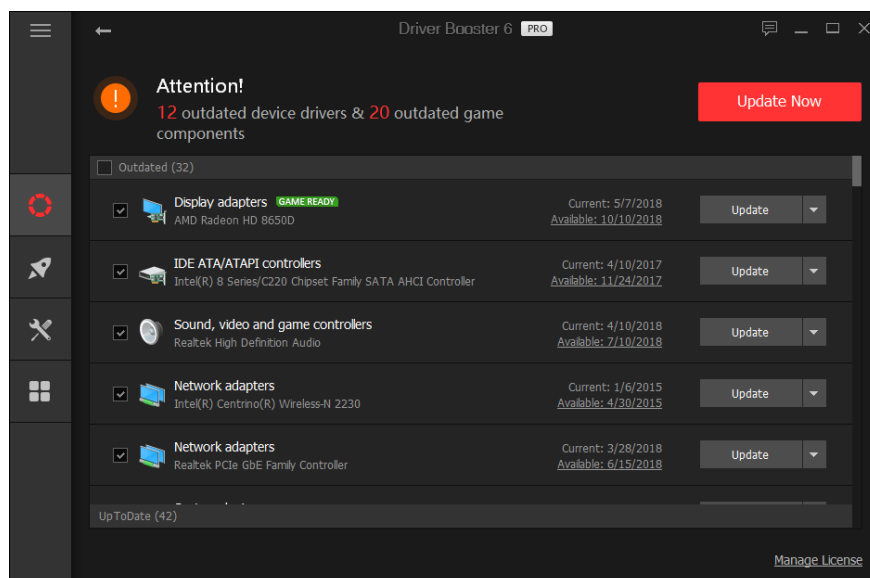 Driver Booster 6 PRO
Attention!
12 outdated device drivers & 20 outdated game
components
Update Now
Outdated (32)
Display adapters GAME READY
AMD Radeon HD 8650D
Current: 5/7/2018
Available: 10/10/2018
Update
IDE ATA/ATAPI controllers
Intel(R) 8 Series/C220 Chipset Family SATA AHCI Controller
Current: 4/10/2017
Available: 11/24/2017
Update
Sound, video and game controllers
Realtek High Definition Audio
Current: 4/10/2018
Available: 7/10/2018
Update
Network adapters
Intel(R) Centrino(R) Wireless-N 2230
Current: 1/6/2015
Available: 4/30/2015
Update
Network adapters
Realtek PCIe GbE Family Controller
Current: 3/28/2018
Available: 6/15/2018
Update
UpToDate (42)
Manage License